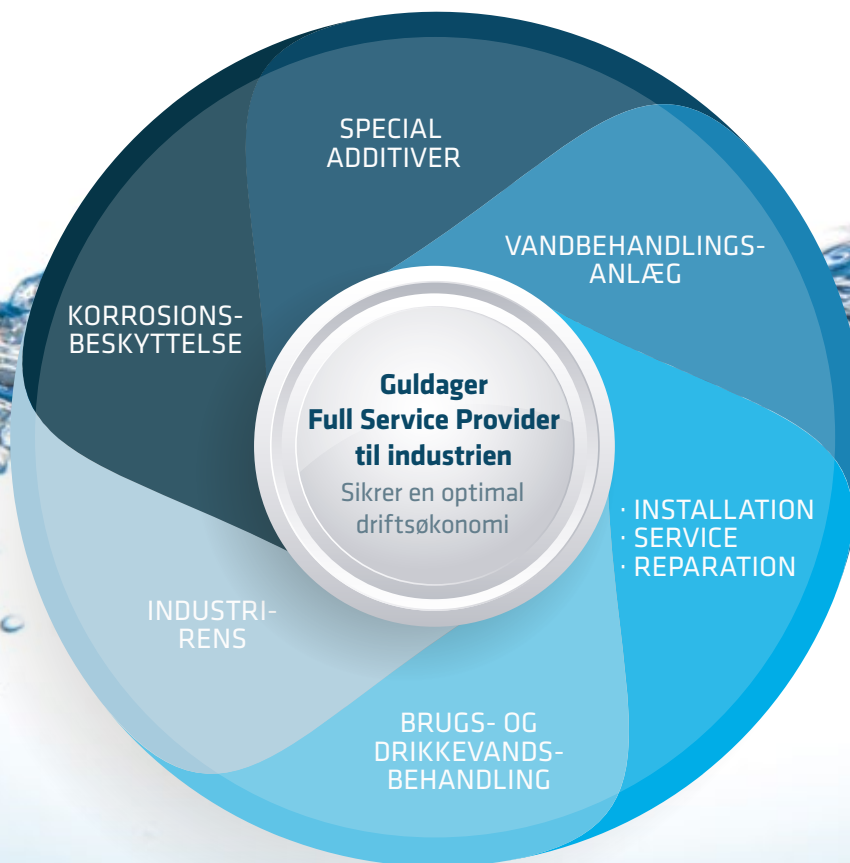 SPECIAL
ADDITIVER
VANDBEHANDLINGS-
ANLÆG
KORROSIONS-
BESKYTTELSE
Guldager
Full Service Provider
til industrien
Sikrer en optimal
driftsøkonomi
· INSTALLATION
· SERVICE
· REPARATION
INDUSTRI-
RENS
BRUGS- OG
DRIKKEVANDS-
BEHANDLING